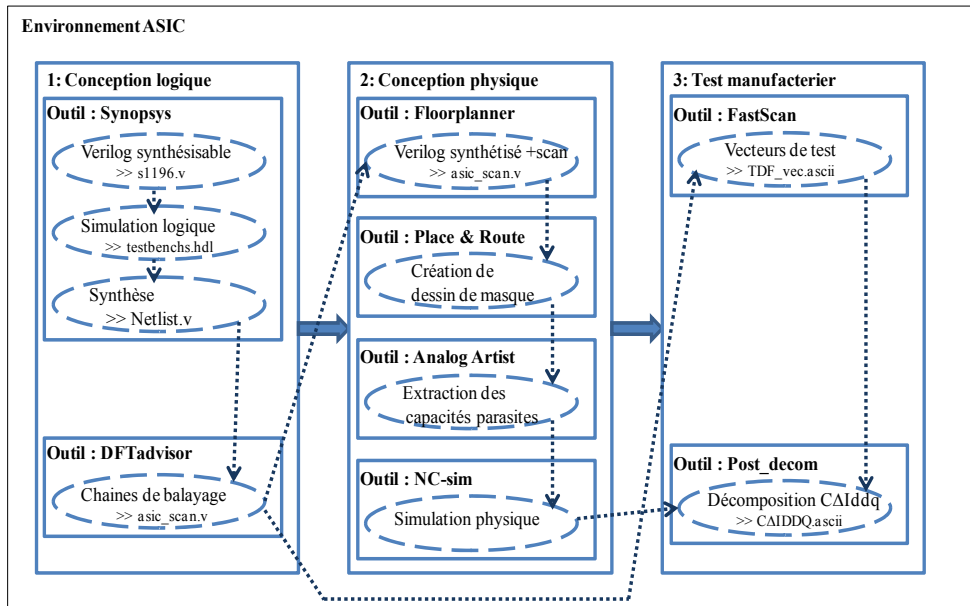 Environnement ASIC
1: Conception logique
Outil : Synopsys
Verilog synthésisable
>> s1196.v
Simulation logique
>> testbenchs.hdl
Synthèse
>> Netlist.v
Outil : DFTadvisor
Chaines de balayage
>> asic_scan.v
2: Conception physique
Outil : Floorplanner
Verilog synthétisé +scan
>> asic_scan.v
Outil : Place & Route
Création de
dessin de masque
Outil : Analog Artist
Extraction des
capacités parasites
Outil : NC-sim
Simulation physique
3: Test manufacterier
Outil : FastScan
Vecteurs de test
>> TDF_vec.ascii
Outil : Post_decom
Décomposition CΔIddq
>> CΔIDDQ.ascii